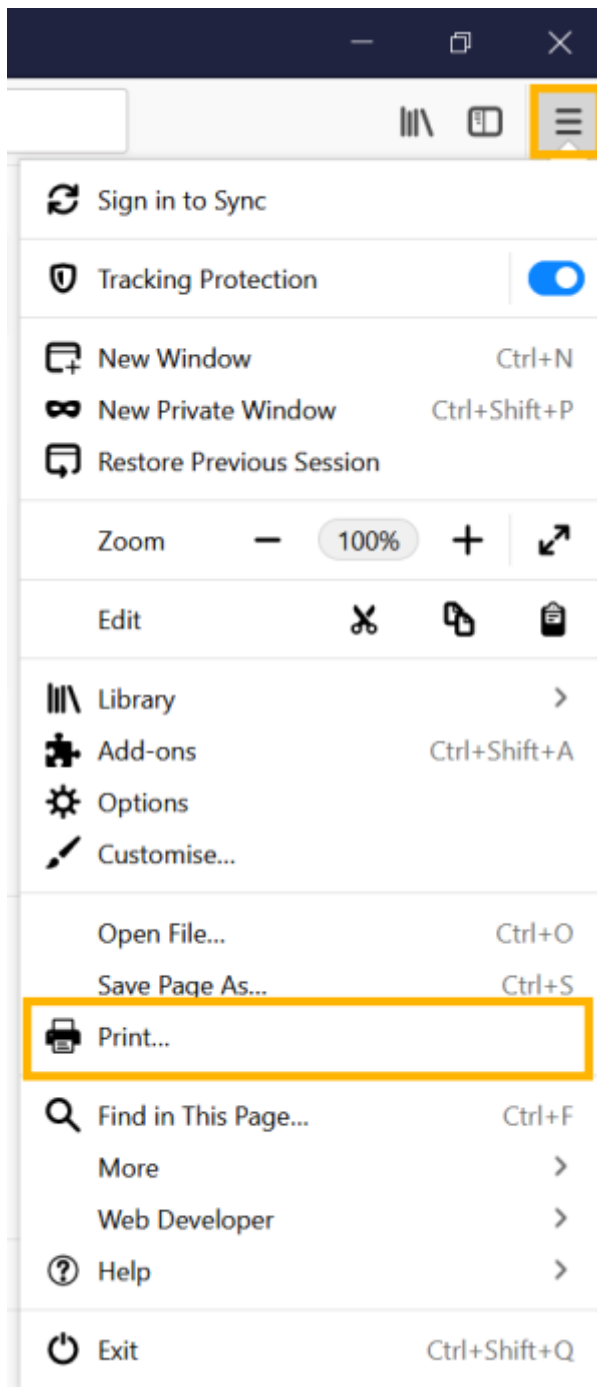 Sign in to Sync
Tracking Protection
New Window Ctrl+N
New Private Window Ctrl+Shift+P
Restore Previous Session
Zoom 100%
Edit
Library
Add-ons Ctrl+Shift+A
Options
Customise...
Open File... Ctrl+O
Save Page As... Ctrl+S
Print...
Find in This Page... Ctrl+F
More
Web Developer
Help
Exit Ctrl+Shift+Q